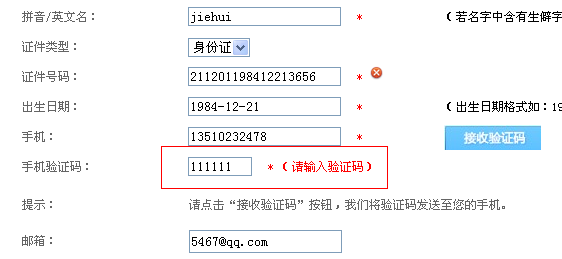 拼音/英文名： jiehui * （若名字中含有生僻字
证件类型： 身份证
证件号码： 211201198412213656 *
出生日期： 1984-12-21 * （出生日期格式如：19
手机： 13510232478 * 接收验证码
手机验证码： 111111 *（请输入验证码）
提示： 请点击“接收验证码”按钮，我们将验证码发送至您的手机。
邮箱： 5467@qq.com